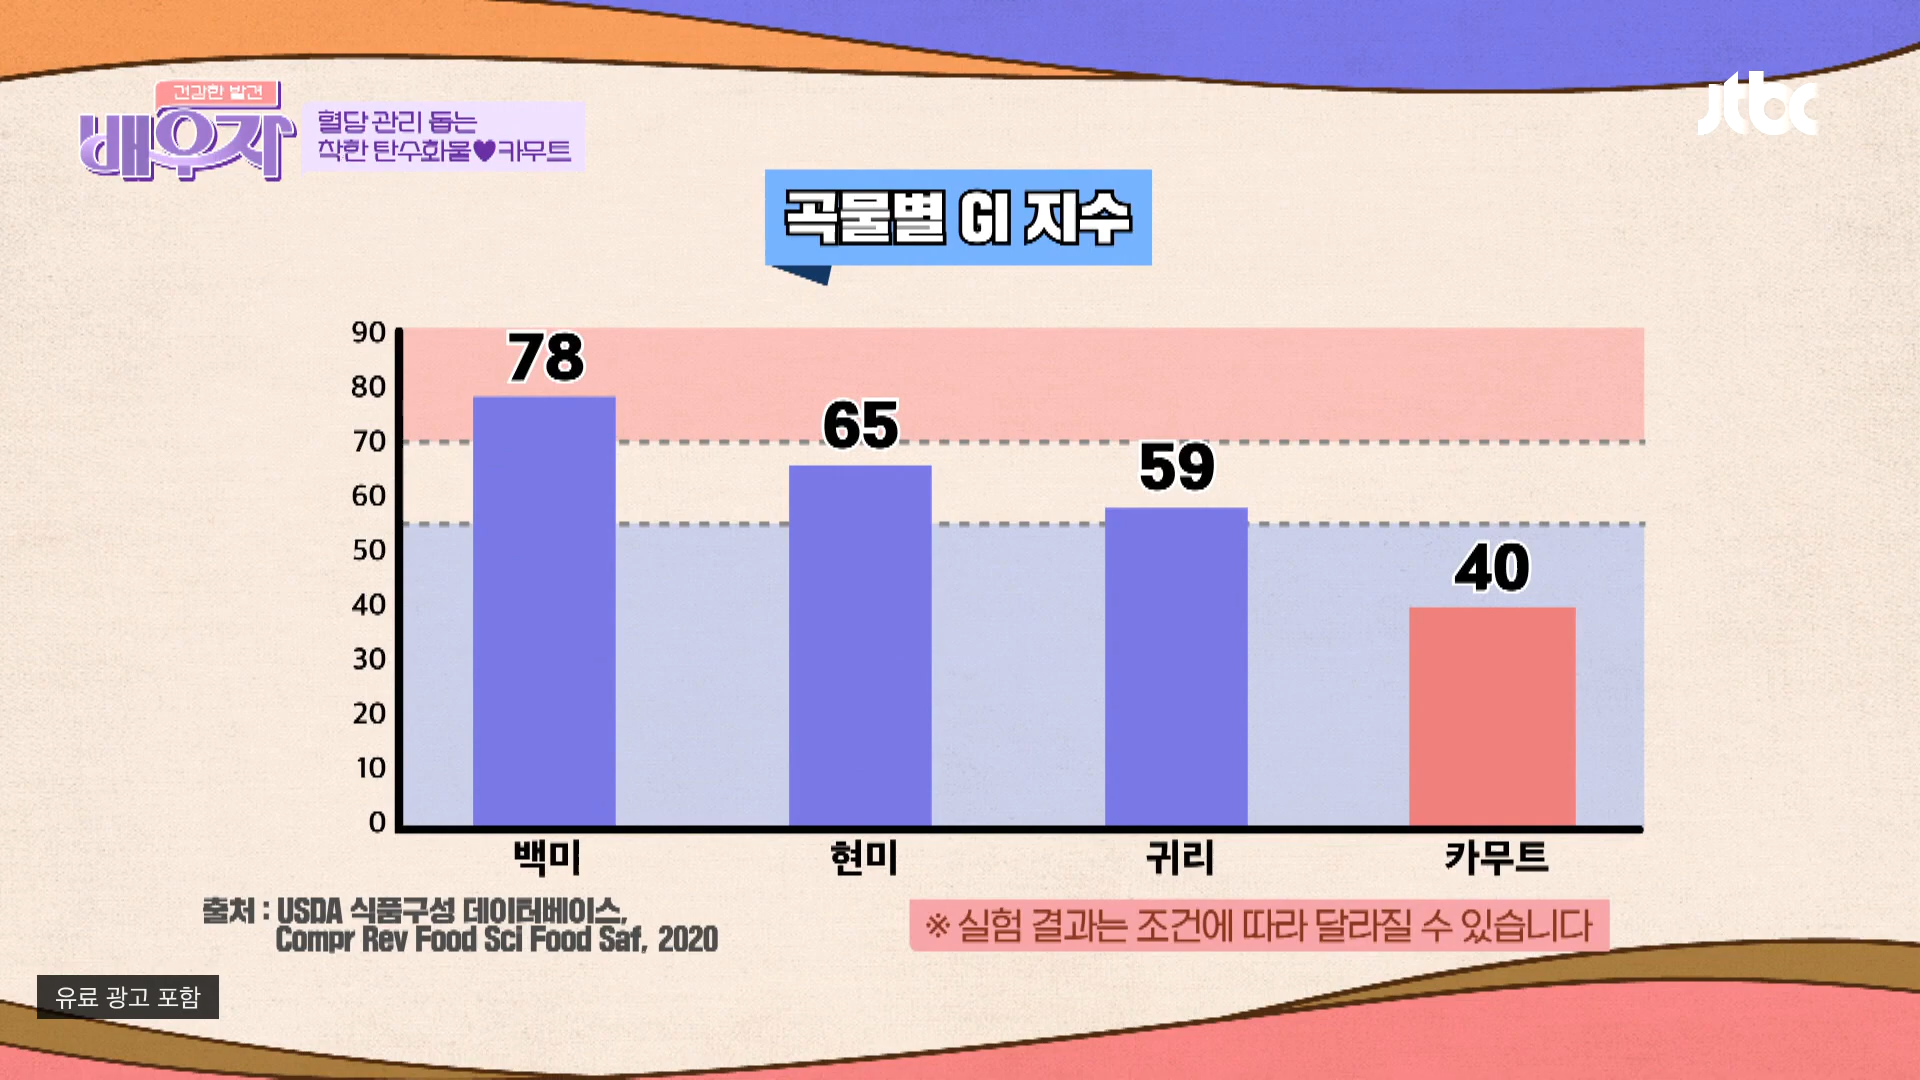 건강한 발견
배우자
혈당 관리 돕는
착한 탄수화물♥카무트
jtbc
곡물별 GI 지수
90
80
70
60
50
40
30
20
10
0
78
65
59
40
백미
현미
귀리
카무트
출처 : USDA 식품구성 데이터베이스,
Compr Rev Food Sci Food Saf, 2020
※ 실험 결과는 조건에 따라 달라질 수 있습니다
유료 광고 포함